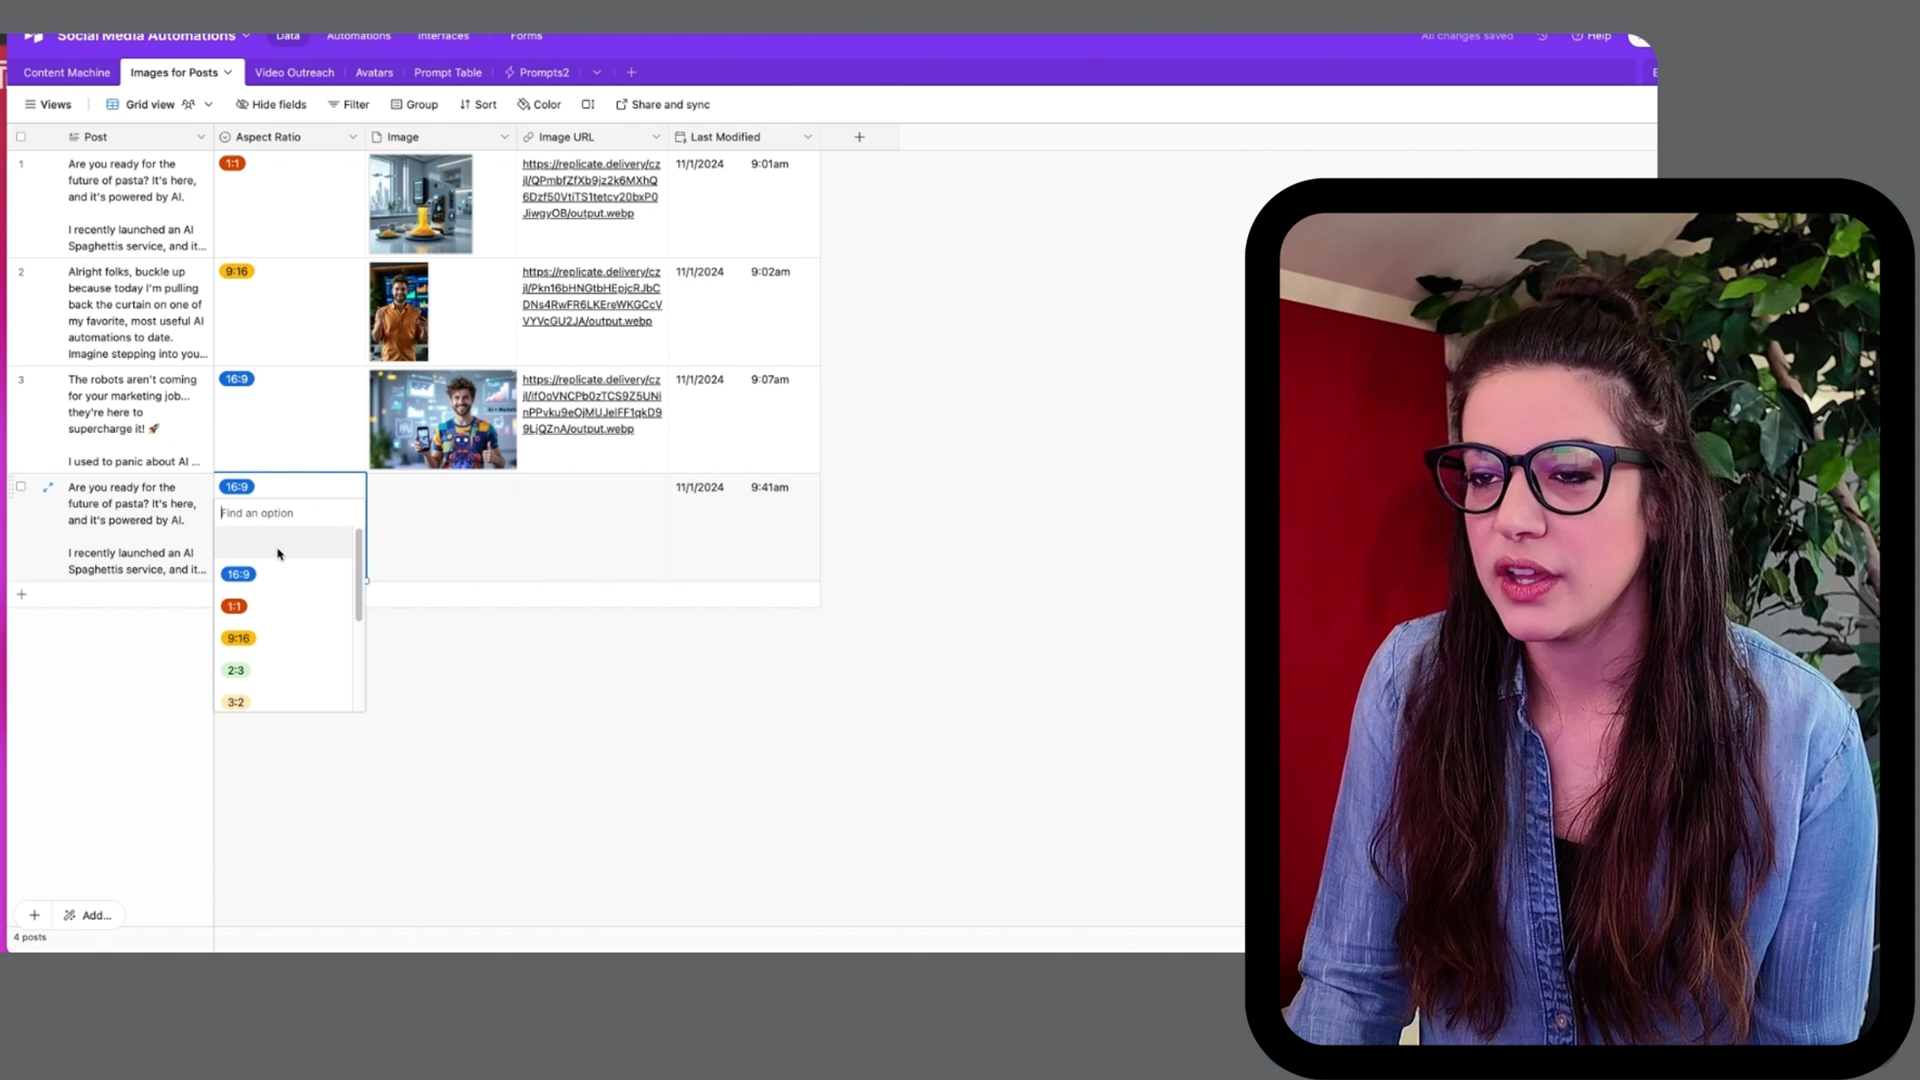 Social Media Automations Data Automations Interfaces Forms All changes saved Help
Content Machine Images for Posts Video Outreach Avatars Prompt Table Prompts2
Views Grid view Hide fields Filter Group Sort Color Share and sync
Post Aspect Ratio Image Image URL Last Modified
1
Are you ready for the
future of pasta? It's here,
and it's powered by AI.
I recently launched an AI
Spaghettis service, and it...
1:1
https://replicate.delivery/cz
jl/QPmbfZfXb9jz2k6MXhQ
6Dzf50VtiTS1tetcv20bxP0
JiwgyOB/output.webp
11/1/2024 9:01am
2
Alright folks, buckle up
because today I'm pulling
back the curtain on one of
my favorite, most useful AI
automations to date.
Imagine stepping into you...
9:16
https://replicate.delivery/cz
jl/Pkn16bHNGtbHEpjcRJbC
DNs4RwFR6LKEreWKGCcV
VYVcGU2JA/output.webp
11/1/2024 9:02am
3
The robots aren't coming
for your marketing job...
they're here to
supercharge it! 🚀
I used to panic about AI ...
16:9
https://replicate.delivery/cz
jl/ifOoVNCPb0zTCS9Z5UNi
nPPvku9eOjMUJelFF1qkD9
9LjQZnA/output.webp
11/1/2024 9:07am
Are you ready for the
future of pasta? It's here,
and it's powered by AI.
I recently launched an AI
Spaghettis service, and it...
16:9
11/1/2024 9:41am
Find an option
16:9
1:1
9:16
2:3
3:2
Add...
4 posts